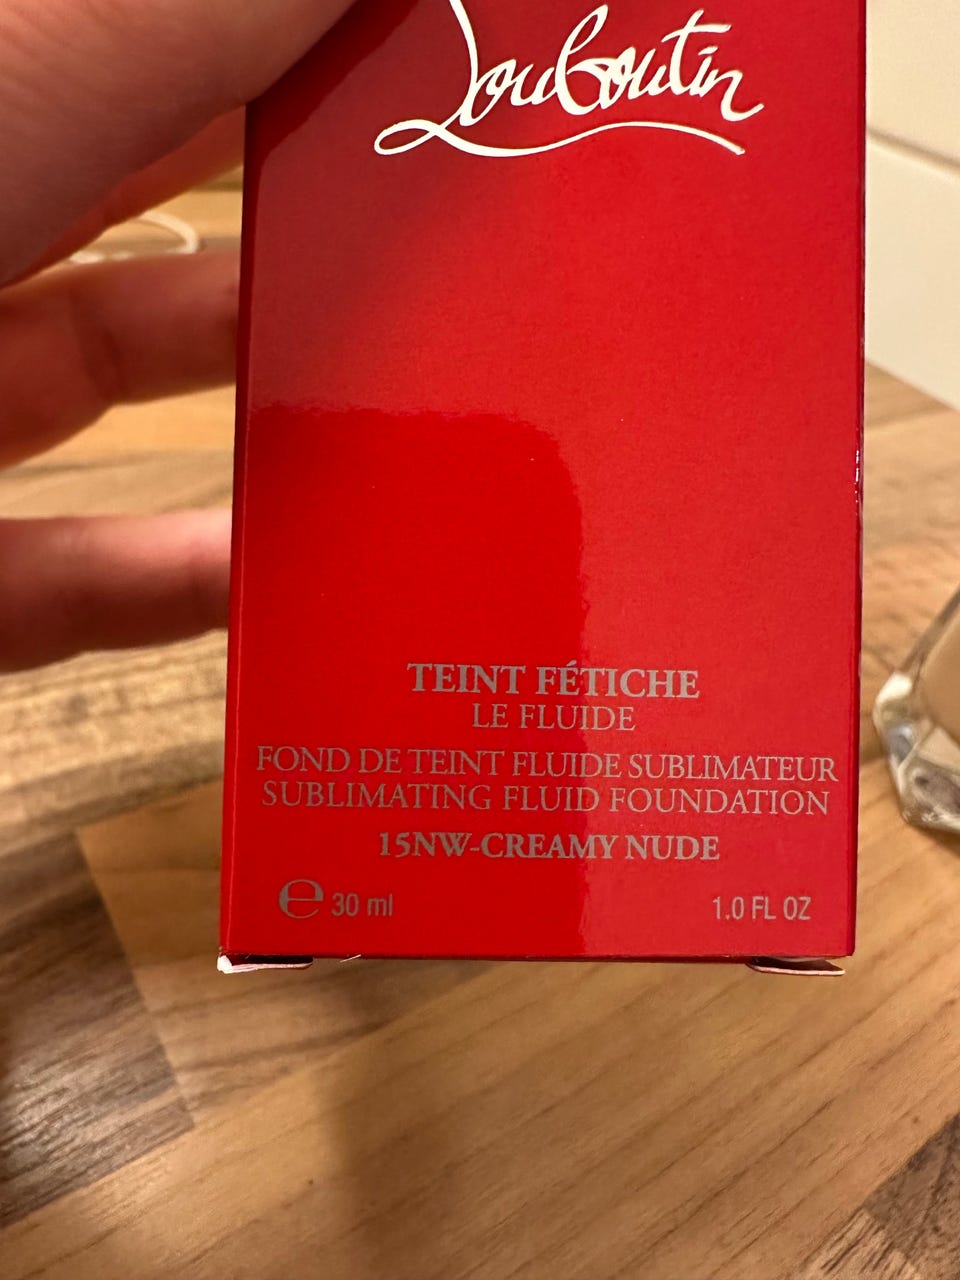 Louboutin
TEINT FÉTICHE
LE FLUIDE
FOND DE TEINT FLUIDE SUBLIMATEUR
SUBLIMATING FLUID FOUNDATION
15NW-CREAMY NUDE
℮ 30 ml 1.0 FL OZ